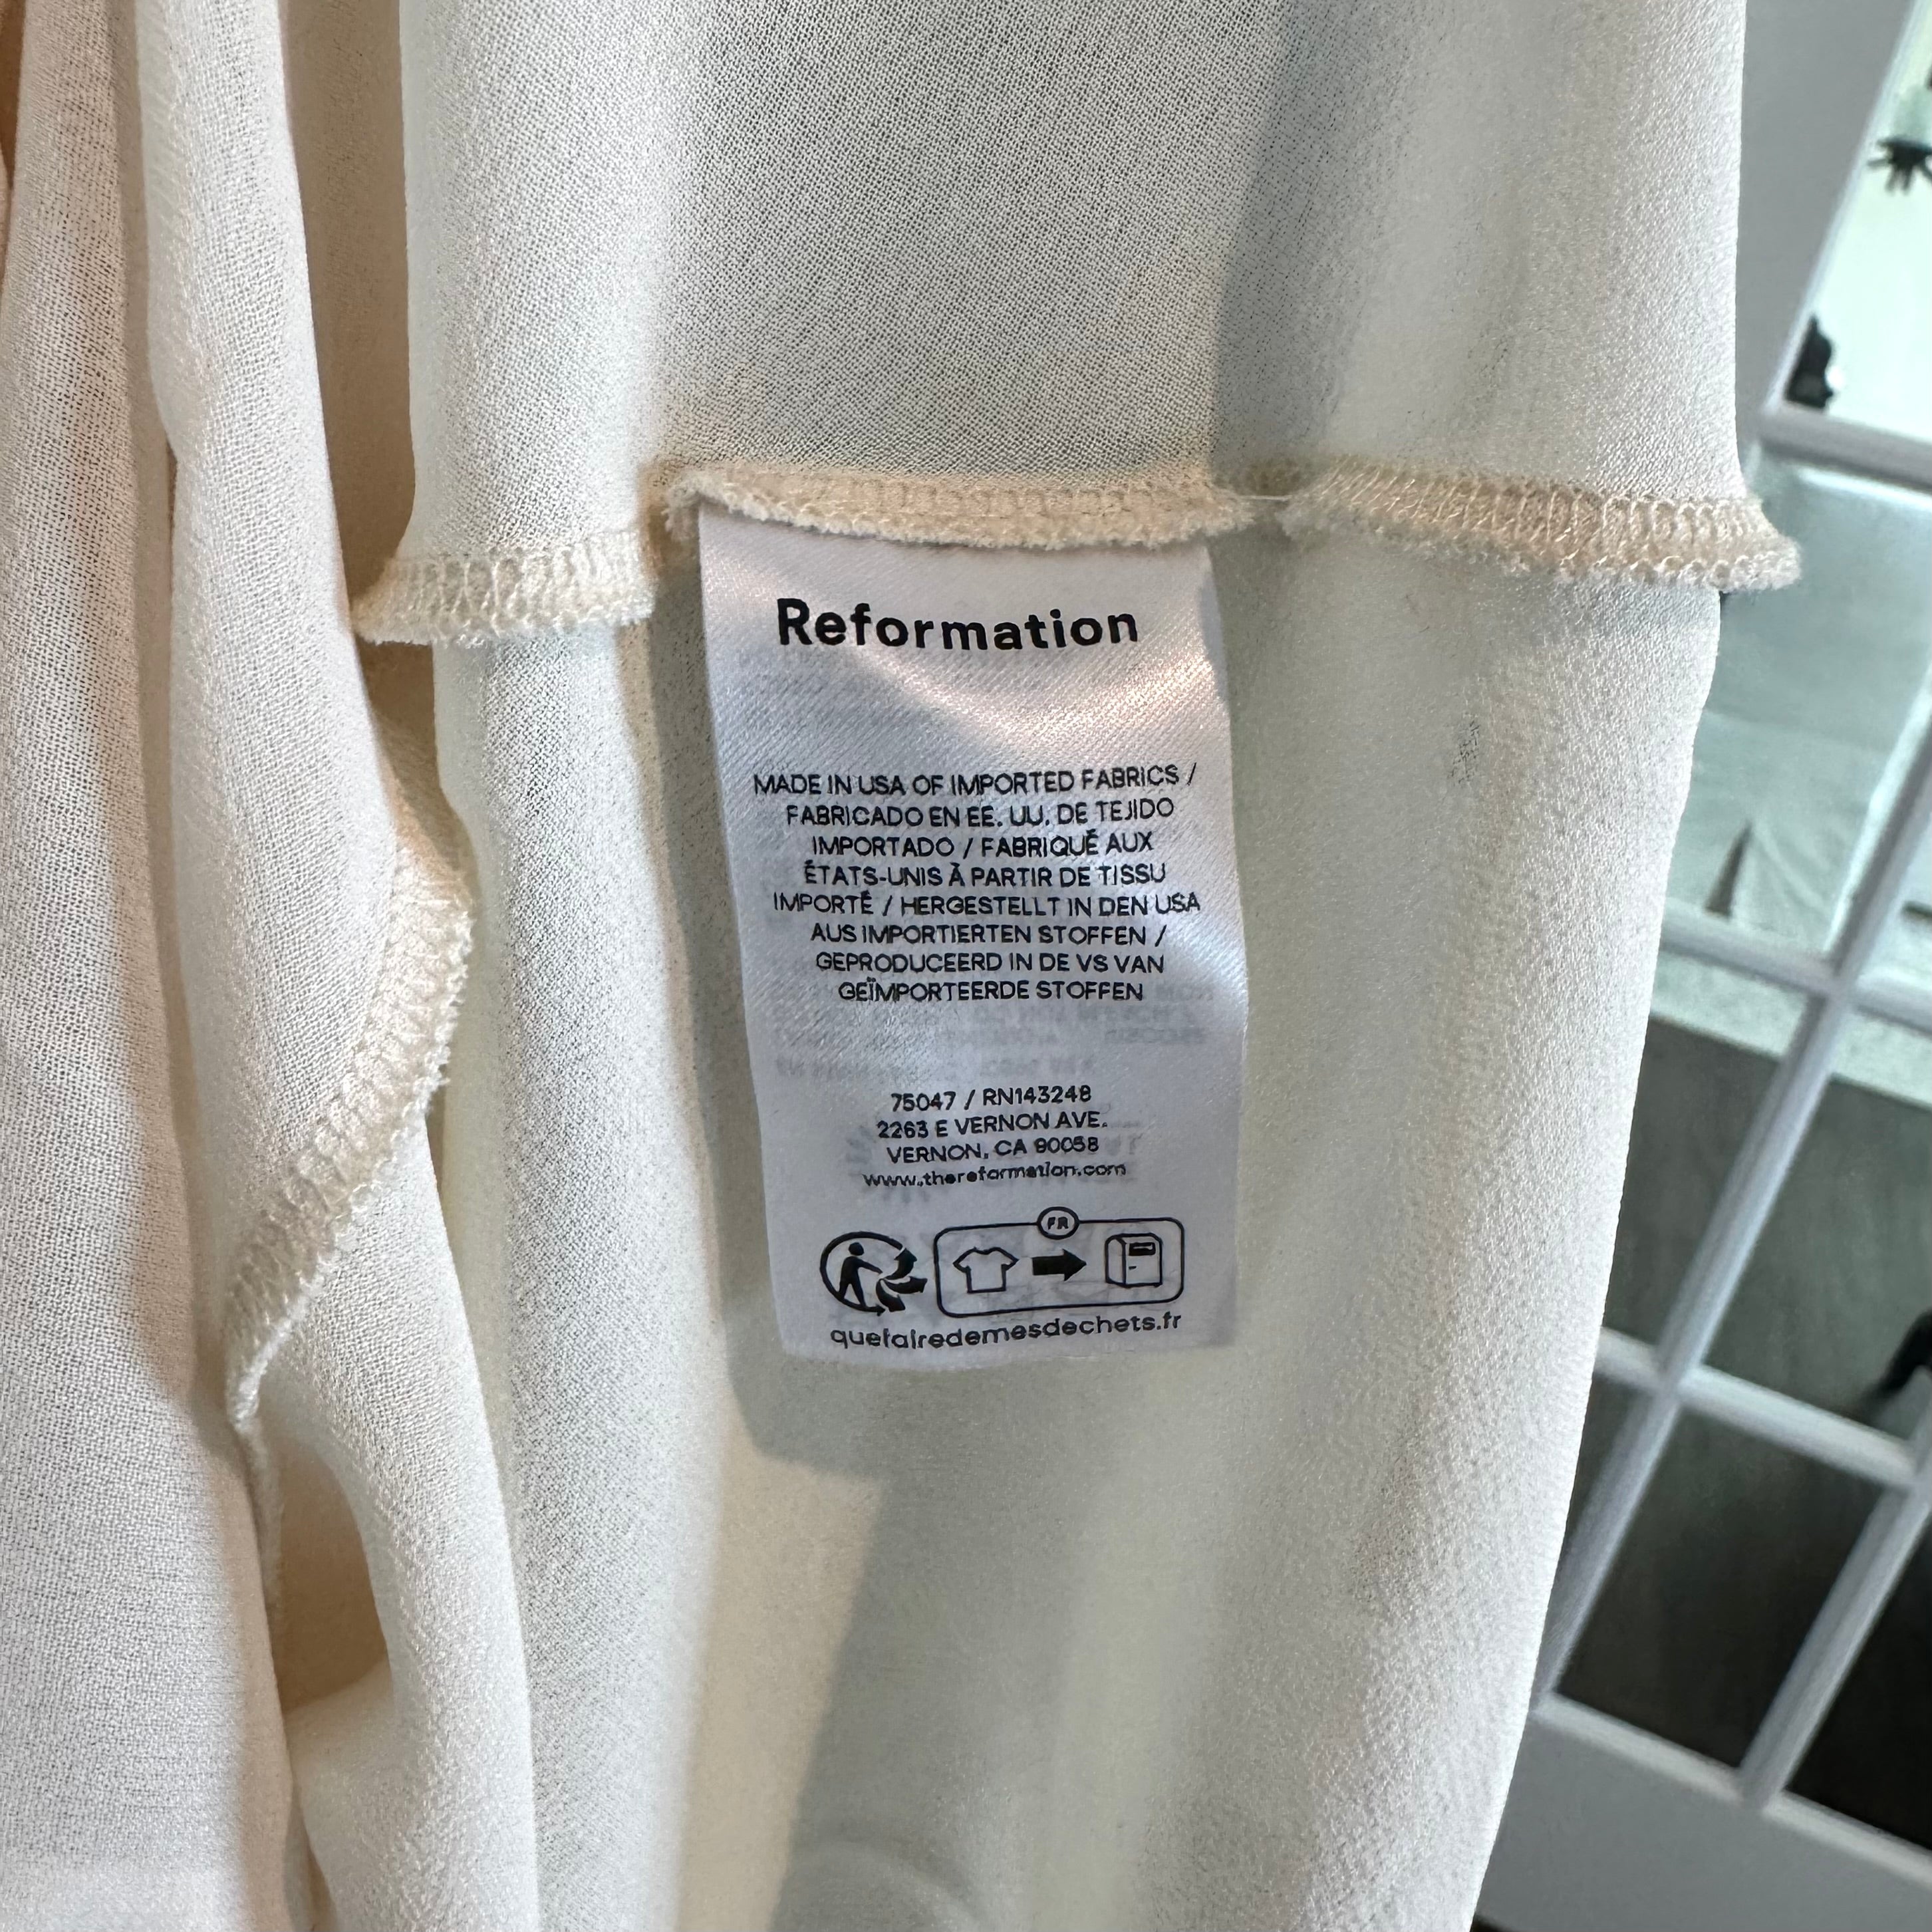 Reformation
MADE IN USA OF IMPORTED FABRICS /
FABRICADO EN EE. UU. DE TEJIDO
IMPORTADO / FABRIQUÉ AUX
ÉTATS-UNIS À PARTIR DE TISSU
IMPORTÉ / HERGESTELLT IN DEN USA
AUS IMPORTIERTEN STOFFEN /
GEPRODUCEERD IN DE VS VAN
GEÏMPORTEERDE STOFFEN
75047 / RN143248
2263 E VERNON AVE.
VERNON, CA 90058
www.thereformation.com
FR
quefairedemesdechets.fr